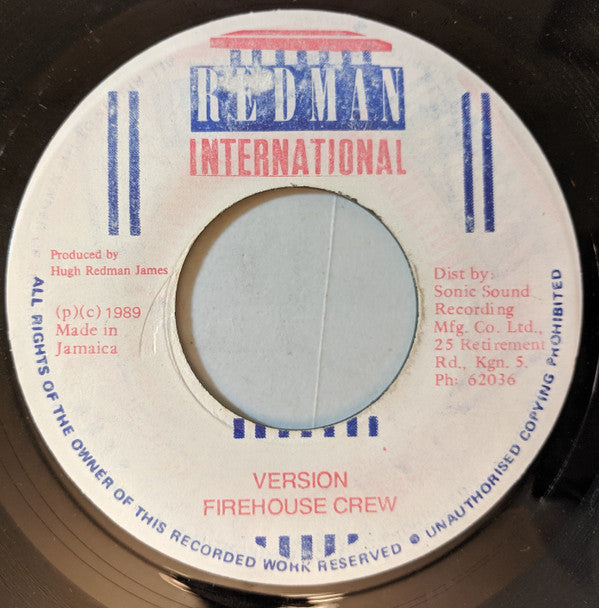 REDMAN
INTERNATIONAL
Produced by
Hugh Redman James
(p)(c) 1989
Made in
Jamaica
Dist by:
Sonic Sound
Recording
Mfg. Co. Ltd.,
25 Retirement
Rd., Kgn. 5.
Ph: 62036
VERSION
FIREHOUSE CREW
ALL RIGHTS OF THE OWNER OF THIS RECORDED WORK RESERVED ● UNAUTHORISED COPYING PROHIBITED